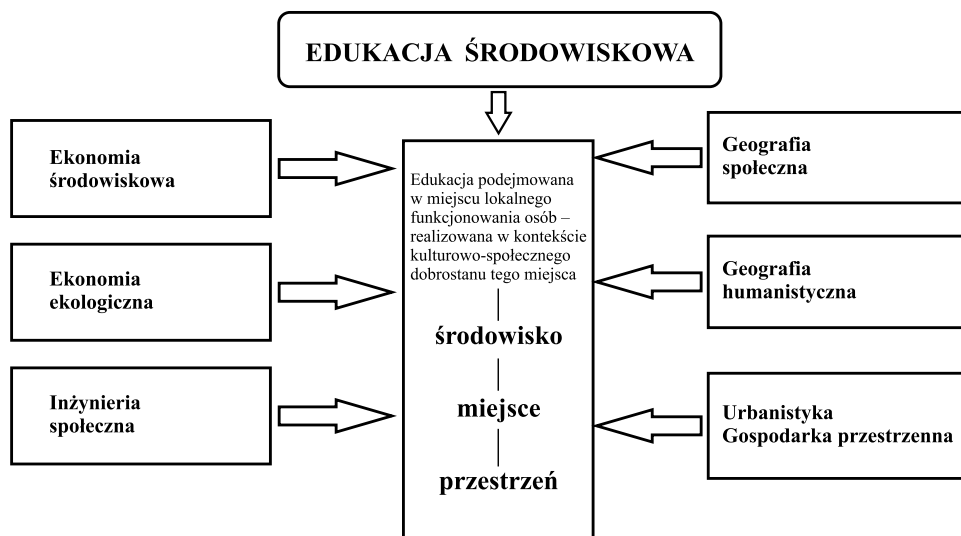 EDUKACJA ŚRODOWISKOWA
Ekonomia
środowiskowa
Ekonomia
ekologiczna
Inżynieria
społeczna
Edukacja podejmowana
w miejscu lokalnego
funkcjonowania osób –
realizowana w kontekście
kulturowo-społecznego
dobrostanu tego miejsca
środowisko
miejsce
przestrzeń
Geografia
społeczna
Geografia
humanistyczna
Urbanistyka
Gospodarka przestrzenna